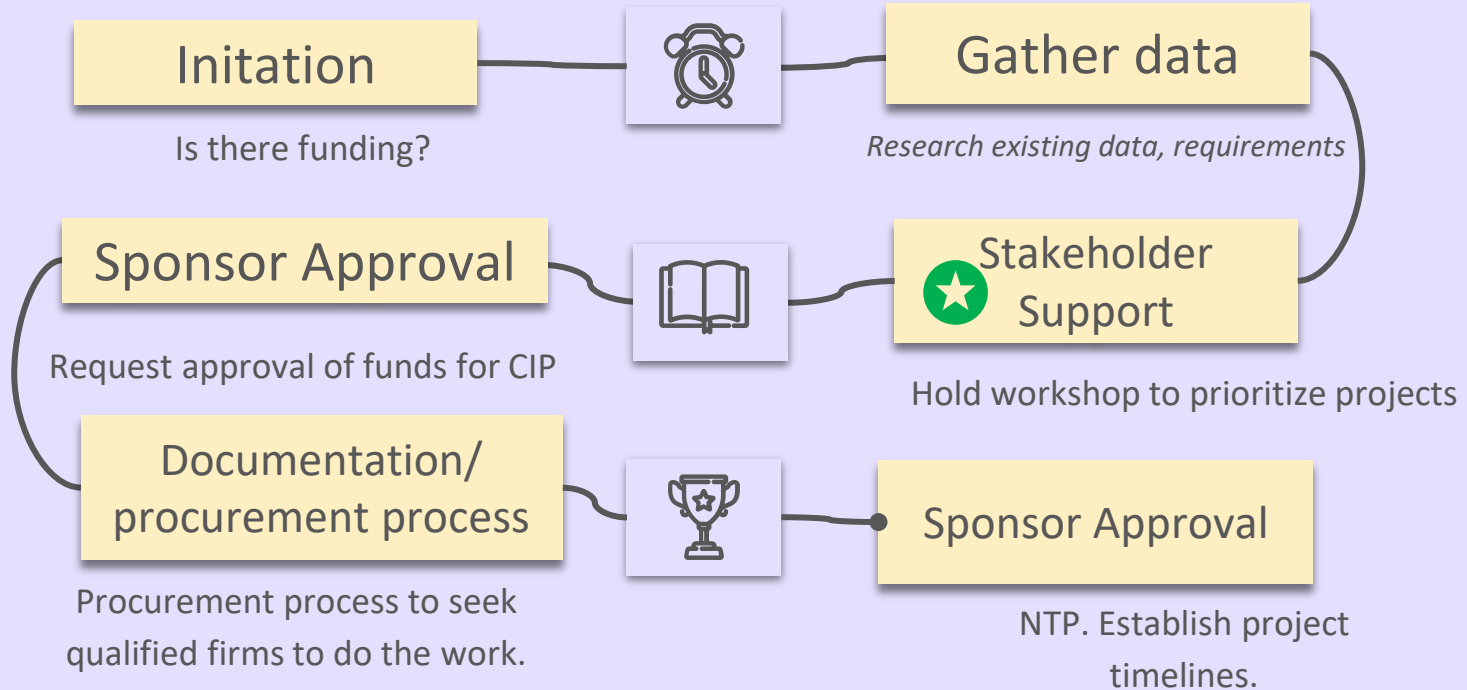 Initation
Gather data
Is there funding?
Research existing data, requirements
Stakeholder
Support
Sponsor Approval
Hold workshop to prioritize projects
Request approval of funds for CIP
Documentation/
procurement process
Sponsor Approval
Procurement process to seek
qualified firms to do the work.
NTP. Establish project
timelines.